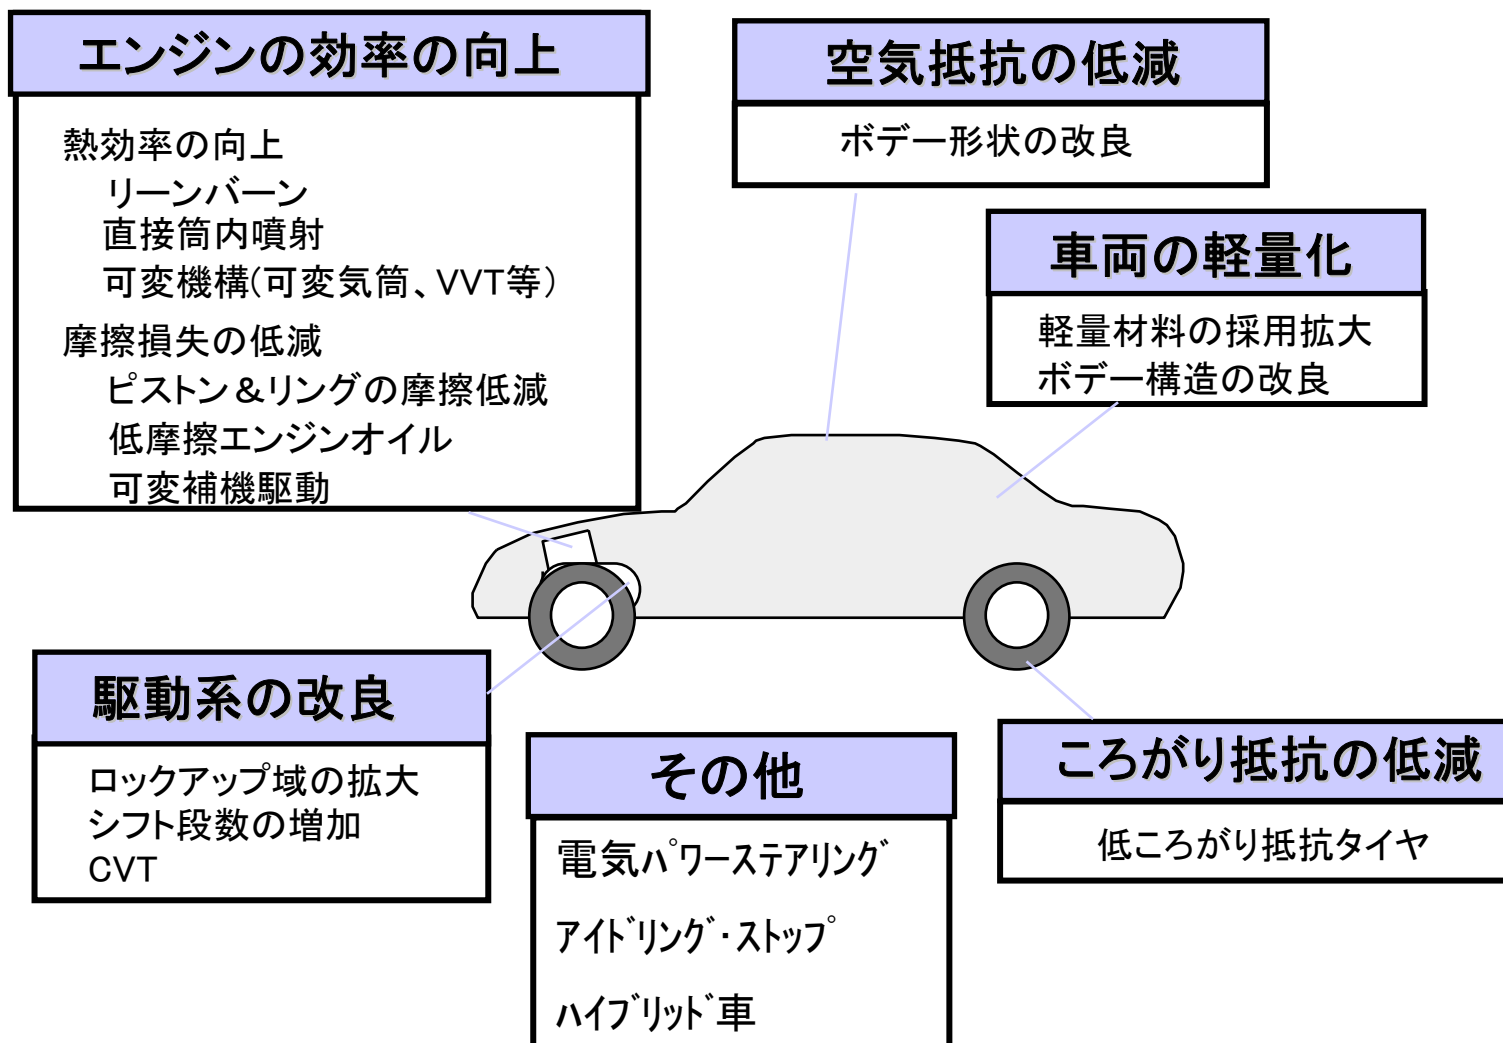 エンジンの効率の向上
熱効率の向上
リーンバーン
直接筒内噴射
可変機構(可変気筒、VVT等)
摩擦損失の低減
ピストン＆リングの摩擦低減
低摩擦エンジンオイル
可変補機駆動
空気抵抗の低減
ボデー形状の改良
車両の軽量化
軽量材料の採用拡大
ボデー構造の改良
駆動系の改良
ロックアップ域の拡大
シフト段数の増加
CVT
その他
電気ﾊﾟﾜｰｽﾃｱﾘﾝｸﾞ
ｱｲﾄﾞﾘﾝｸﾞ･ｽﾄｯﾌﾟ
ﾊｲﾌﾞﾘｯﾄﾞ車
ころがり抵抗の低減
低ころがり抵抗タイヤ